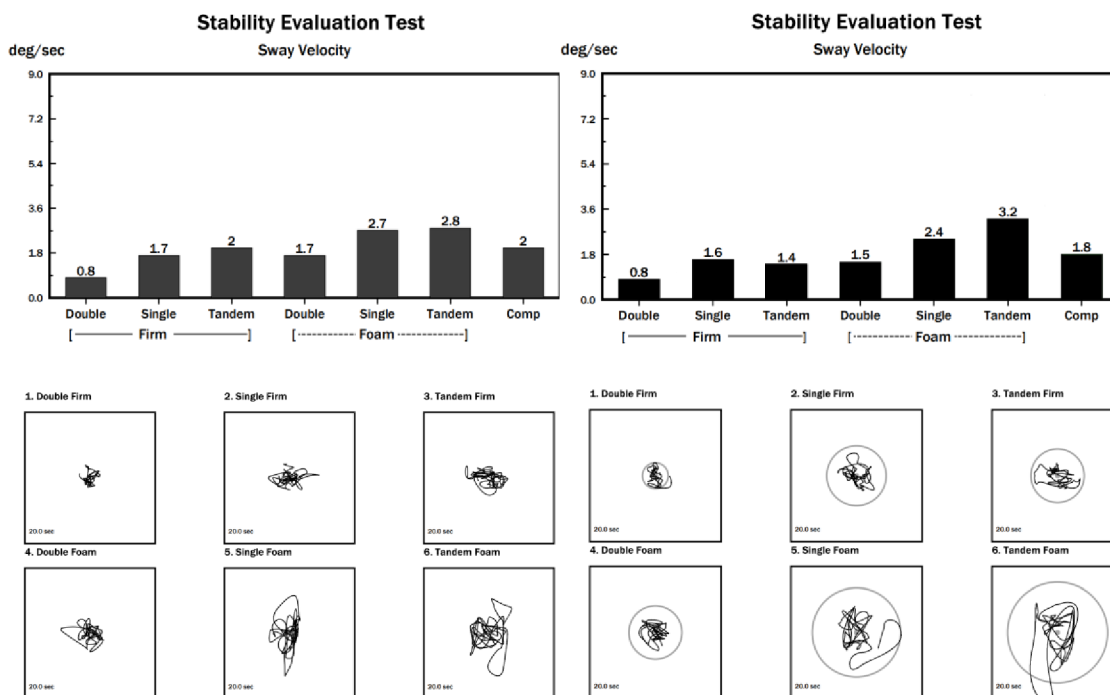 Stability Evaluation Test
deg/sec
Sway Velocity
9.0
7.2
5.4
3.6
1.8
0.0
0.8
1.7
2
1.7
2.7
2.8
2
Double Single Tandem Double Single Tandem Comp
[ Firm ] [ Foam ]
Stability Evaluation Test
deg/sec
Sway Velocity
9.0
7.2
5.4
3.6
1.8
0.0
0.8
1.6
1.4
1.5
2.4
3.2
1.8
Double Single Tandem Double Single Tandem Comp
[ Firm ] [ Foam ]
1. Double Firm
20.0 sec
2. Single Firm
20.0 sec
3. Tandem Firm
20.0 sec
4. Double Foam
20.0 sec
5. Single Foam
20.0 sec
6. Tandem Foam
20.0 sec
1. Double Firm
20.0 sec
2. Single Firm
20.0 sec
3. Tandem Firm
20.0 sec
4. Double Foam
20.0 sec
5. Single Foam
20.0 sec
6. Tandem Foam
20.0 sec